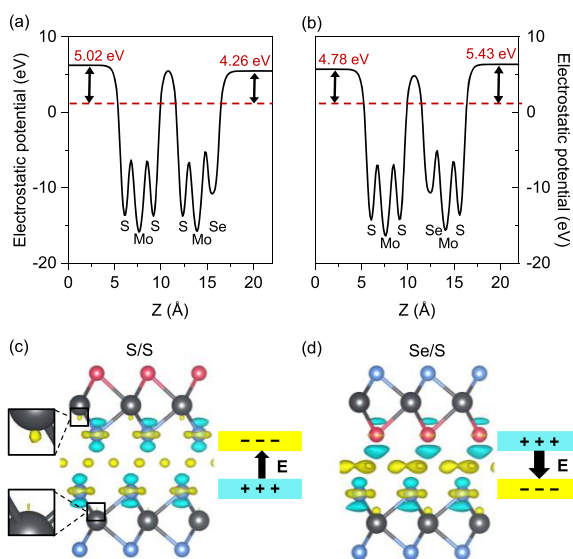 (a)
10
5.02 eV
4.26 eV
0
-10
-20
Electrostatic potential (eV)
S
Mo
S
S
Mo
Se
0
5
10
15
20
Z (Å)
(b)
10
4.78 eV
5.43 eV
0
-10
-20
Electrostatic potential (eV)
S
Mo
S
Se
Mo
S
0
5
10
15
20
Z (Å)
(c)
S/S
− − −
E
+ + +
(d)
Se/S
+ + +
E
− − −